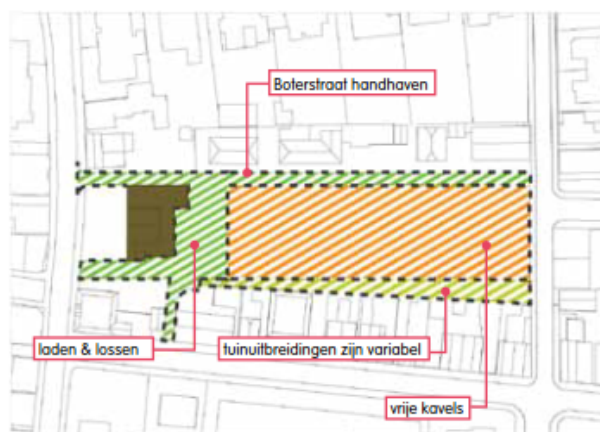 Boterstraat handhaven
laden & lossen
tuinuitbreidingen zijn variabel
vrije kavels